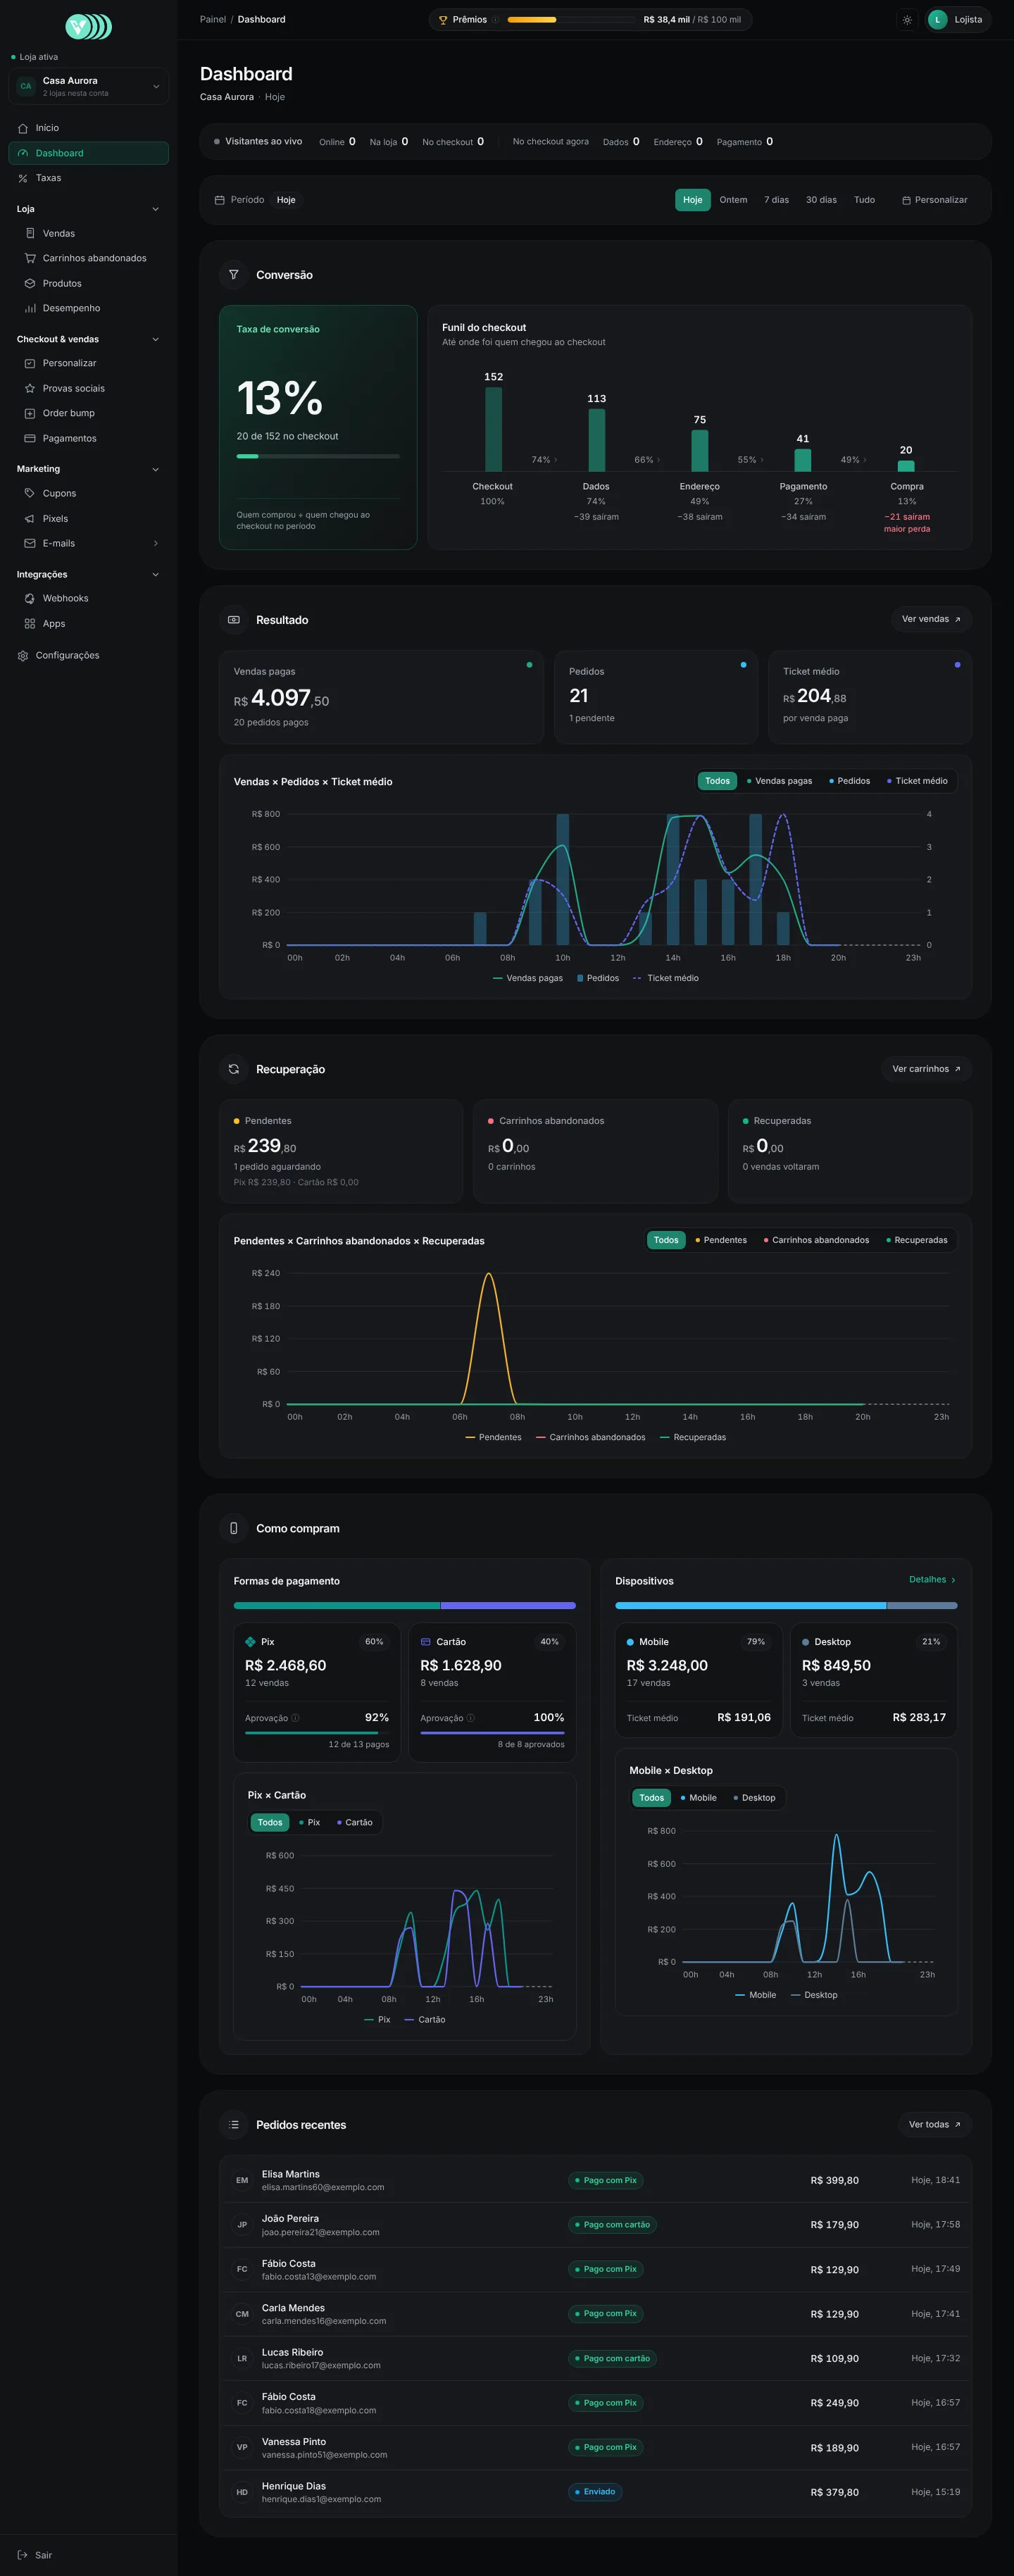 Painel / Dashboard
Prêmios
R$ 38,4 mil / R$ 100 mil
L
Lojista
Loja ativa
CA
Casa Aurora
2 lojas nesta conta
Início
Dashboard
Taxas
Loja
Vendas
Carrinhos abandonados
Produtos
Desempenho
Checkout & vendas
Personalizar
Provas sociais
Order bump
Pagamentos
Marketing
Cupons
Pixels
E-mails
Integrações
Webhooks
Apps
Configurações
Sair
Dashboard
Casa Aurora · Hoje
Visitantes ao vivo Online 0 Na loja 0 No checkout 0 No checkout agora Dados 0 Endereço 0 Pagamento 0
Período Hoje
Hoje Ontem 7 dias 30 dias Tudo Personalizar
Conversão
Taxa de conversão
13%
20 de 152 no checkout
Quem comprou ÷ quem chegou ao
checkout no período
Funil do checkout
Até onde foi quem chegou ao checkout
152 113 75 41 20
74% › 66% › 55% › 49% ›
Checkout Dados Endereço Pagamento Compra
100% 74% 49% 27% 13%
−39 saíram −38 saíram −34 saíram −21 saíram
maior perda
Resultado
Ver vendas
Vendas pagas
R$ 4.097,50
20 pedidos pagos
Pedidos
21
1 pendente
Ticket médio
R$ 204,88
por venda paga
Vendas × Pedidos × Ticket médio
Todos Vendas pagas Pedidos Ticket médio
R$ 800 4
R$ 600 3
R$ 400 2
R$ 200 1
R$ 0 0
00h 02h 04h 06h 08h 10h 12h 14h 16h 18h 20h 23h
Vendas pagas Pedidos Ticket médio
Recuperação
Ver carrinhos
Pendentes
R$ 239,80
1 pedido aguardando
Pix R$ 239,80 · Cartão R$ 0,00
Carrinhos abandonados
R$ 0,00
0 carrinhos
Recuperadas
R$ 0,00
0 vendas voltaram
Pendentes × Carrinhos abandonados × Recuperadas
Todos Pendentes Carrinhos abandonados Recuperadas
R$ 240
R$ 180
R$ 120
R$ 60
R$ 0
00h 02h 04h 06h 08h 10h 12h 14h 16h 18h 20h 23h
Pendentes Carrinhos abandonados Recuperadas
Como compram
Formas de pagamento
Pix 60%
R$ 2.468,60
12 vendas
Aprovação 92%
12 de 13 pagos
Cartão 40%
R$ 1.628,90
8 vendas
Aprovação 100%
8 de 8 aprovados
Pix × Cartão
Todos Pix Cartão
R$ 600
R$ 450
R$ 300
R$ 150
R$ 0
00h 04h 08h 12h 16h 23h
Pix Cartão
Dispositivos
Detalhes ›
Mobile 79%
R$ 3.248,00
17 vendas
Ticket médio R$ 191,06
Desktop 21%
R$ 849,50
3 vendas
Ticket médio R$ 283,17
Mobile × Desktop
Todos Mobile Desktop
R$ 800
R$ 600
R$ 400
R$ 200
R$ 0
00h 04h 08h 12h 16h 23h
Mobile Desktop
Pedidos recentes
Ver todas
EM Elisa Martins Pago com Pix R$ 399,80 Hoje, 18:41
elisa.martins60@exemplo.com
JP João Pereira Pago com cartão R$ 179,90 Hoje, 17:58
joao.pereira21@exemplo.com
FC Fábio Costa Pago com Pix R$ 129,90 Hoje, 17:49
fabio.costa13@exemplo.com
CM Carla Mendes Pago com Pix R$ 129,90 Hoje, 17:41
carla.mendes16@exemplo.com
LR Lucas Ribeiro Pago com cartão R$ 109,90 Hoje, 17:32
lucas.ribeiro17@exemplo.com
FC Fábio Costa Pago com Pix R$ 249,90 Hoje, 16:57
fabio.costa18@exemplo.com
VP Vanessa Pinto Pago com Pix R$ 189,90 Hoje, 16:57
vanessa.pinto51@exemplo.com
HD Henrique Dias Enviado R$ 379,80 Hoje, 15:19
henrique.dias1@exemplo.com